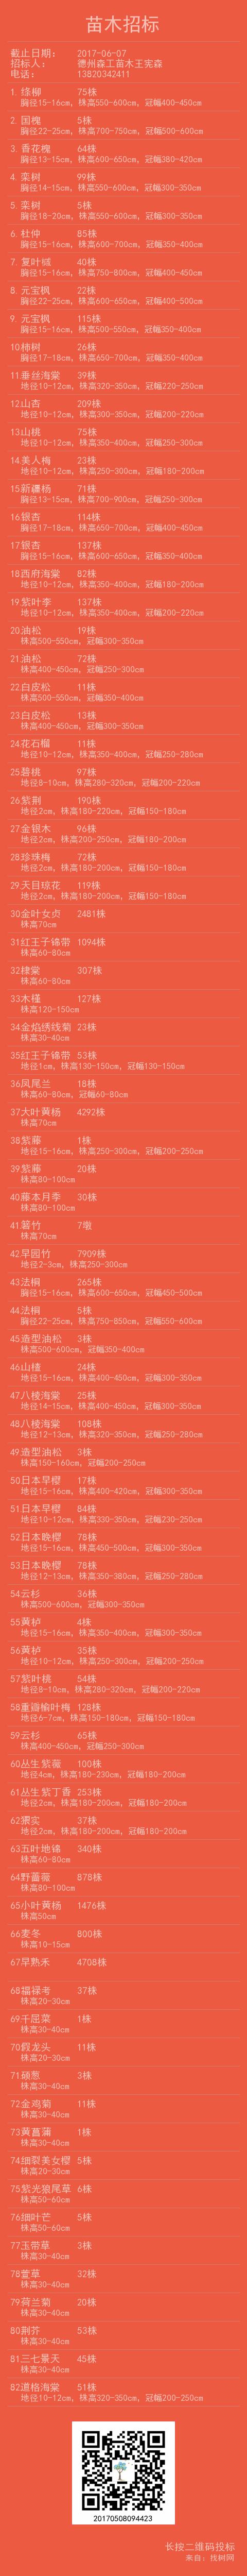 苗木招标
截止日期： 2017-06-07
招标人： 德州森工苗木王宪森
电话： 13820342411
1. 绦柳 75株
胸径15-16cm，株高550-600cm，冠幅400-450cm
2. 国槐 5株
胸径22-25cm，株高700-750cm，冠幅500-600cm
3. 香花槐 64株
胸径13-15cm，株高600-650cm，冠幅380-420cm
4. 栾树 99株
胸径14-15cm，株高550-600cm，冠幅300-350cm
5. 栾树 5株
胸径18-20cm，株高550-600cm，冠幅300-350cm
6. 杜仲 85株
胸径15-16cm，株高600-700cm，冠幅350-400cm
7. 复叶槭 40株
胸径15-16cm，株高750-800cm，冠幅400-450cm
8. 元宝枫 22株
胸径22-25cm，株高600-650cm，冠幅400-500cm
9. 元宝枫 115株
胸径15-16cm，株高500-550cm，冠幅350-400cm
10柿树 26株
胸径17-18cm，株高650-700cm，冠幅350-400cm
11垂丝海棠 39株
地径10-12cm，株高320-350cm，冠幅220-250cm
12山杏 209株
地径10-12cm，株高300-350cm，冠幅200-220cm
13山桃 75株
地径10-12cm，株高350-400cm，冠幅250-300cm
14美人梅 23株
地径10-12cm，株高250-300cm，冠幅180-200cm
15新疆杨 71株
胸径13-15cm，株高700-900cm，冠幅250-300cm
16银杏 114株
胸径17-18cm，株高650-700cm，冠幅400-450cm
17银杏 137株
胸径15-16cm，株高600-650cm，冠幅350-400cm
18西府海棠 82株
地径10-12cm，株高350-400cm，冠幅180-200cm
19.紫叶李 137株
地径10-12cm，株高350-400cm，冠幅200-220cm
20油松 19株
株高500-550cm，冠幅300-350cm
21.油松 72株
株高400-450cm，冠幅250-300cm
22白皮松 11株
株高500-550cm，冠幅350-400cm
23白皮松 13株
株高400-450cm，冠幅300-350cm
24花石榴 11株
地径10-12cm，株高350-400cm，冠幅250-280cm
25碧桃 97株
地径8-10cm，株高280-320cm，冠幅200-220cm
26紫荆 190株
地径2cm，株高180-220cm，冠幅150-180cm
27金银木 96株
地径2cm，株高200-250cm，冠幅180-200cm
28珍珠梅 72株
地径2cm，株高180-200cm，冠幅150-180cm
29.天目琼花 119株
地径2cm，株高180-200cm，冠幅150-180cm
30金叶女贞 2481株
株高70cm
31红王子锦带 1094株
株高60-80cm
32棣棠 307株
株高60-80cm
33木槿 127株
株高120-150cm
34金焰绣线菊 23株
株高30-40cm
35红王子锦带 53株
地径1cm，株高130-150cm，冠幅130-150cm
36凤尾兰 18株
株高60-80cm，冠幅60-80cm
37大叶黄杨 4292株
株高70cm
38紫藤 1株
地径15-16cm，株高250-300cm，冠幅200-250cm
39.紫藤 20株
株高80-100cm
40藤本月季 30株
株高80-100cm
41.箬竹 7墩
株高70cm
42.早园竹 7909株
地径2-3cm，株高250-300cm
43法桐 265株
胸径15-16cm，株高600-650cm，冠幅450-500cm
44.法桐 5株
胸径22-25cm，株高750-850cm，冠幅550-600cm
45造型油松 3株
株高500-600cm，冠幅350-400cm
46山楂 24株
地径15-16cm，株高400-450cm，冠幅300-350cm
47八棱海棠 25株
地径14-15cm，株高400-450cm，冠幅300-350cm
48八棱海棠 108株
地径12-13cm，株高320-350cm，冠幅250-280cm
49.造型油松 3株
株高150-160cm，冠幅200-250cm
50日本早樱 17株
地径15-16cm，株高400-420cm，冠幅300-350cm
51.日本早樱 84株
地径10-12cm，株高330-350cm，冠幅230-250cm
52日本晚樱 78株
地径15-16cm，株高450-500cm，冠幅300-350cm
53日本晚樱 78株
地径12-13cm，株高350-380cm，冠幅250-280cm
54云杉 36株
株高500-600cm，冠幅300-350cm
55黄栌 4株
地径15-16cm，株高350-400cm，冠幅300-350cm
56黄栌 35株
地径10-12cm，株高250-300cm，冠幅200-250cm
57紫叶桃 54株
地径8-10cm，株高280-320cm，冠幅200-220cm
58重瓣榆叶梅 128株
地径6-7cm，株高150-180cm，冠幅150-180cm
59云杉 65株
株高400-450cm，冠幅250-300cm
60丛生紫薇 100株
地径4cm，株高180-230cm，冠幅180-200cm
61.丛生紫丁香 253株
地径2cm，株高180-200cm，冠幅180-200cm
62猬实 37株
地径2cm，株高180-200cm，冠幅180-200cm
63五叶地锦 340株
株高60-80cm
64野蔷薇 878株
株高80-100cm
65小叶黄杨 1476株
株高50cm
66麦冬 800株
株高10-15cm
67早熟禾 4708株
68福禄考 37株
株高20-30cm
69千屈菜 1株
株高30-40cm
70假龙头 11株
株高20-30cm
71硕葱 3株
株高30-40cm
72金鸡菊 11株
株高30-40cm
73黄菖蒲 1株
株高30-40cm
74细裂美女樱 5株
株高20-30cm
75紫光狼尾草 6株
株高50-60cm
76细叶芒 5株
株高50-60cm
77玉带草 3株
株高30-40cm
78萱草 32株
株高30-40cm
79荷兰菊 20株
株高30-40cm
80荆芥 53株
株高30-40cm
81三七景天 45株
株高30-40cm
82道格海棠 51株
地径10-12cm，株高320-350cm，冠幅200-250cm
20170508094423
长按二维码投标
来自：找树网